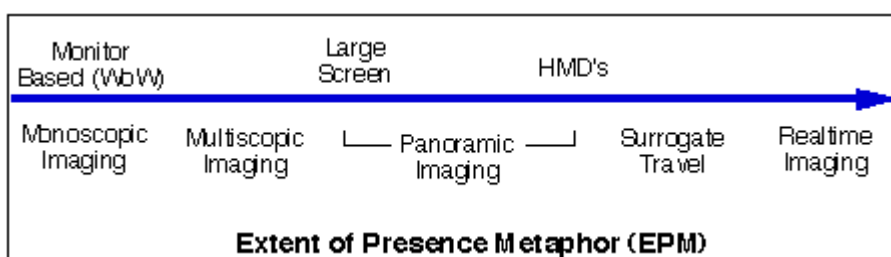 Monitor
Based (WoW)
Large
Screen
HMD's
Monoscopic
Imaging
Multiscopic
Imaging
Panoramic
Imaging
Surrogate
Travel
Realtime
Imaging
Extent of Presence Metaphor (EPM)